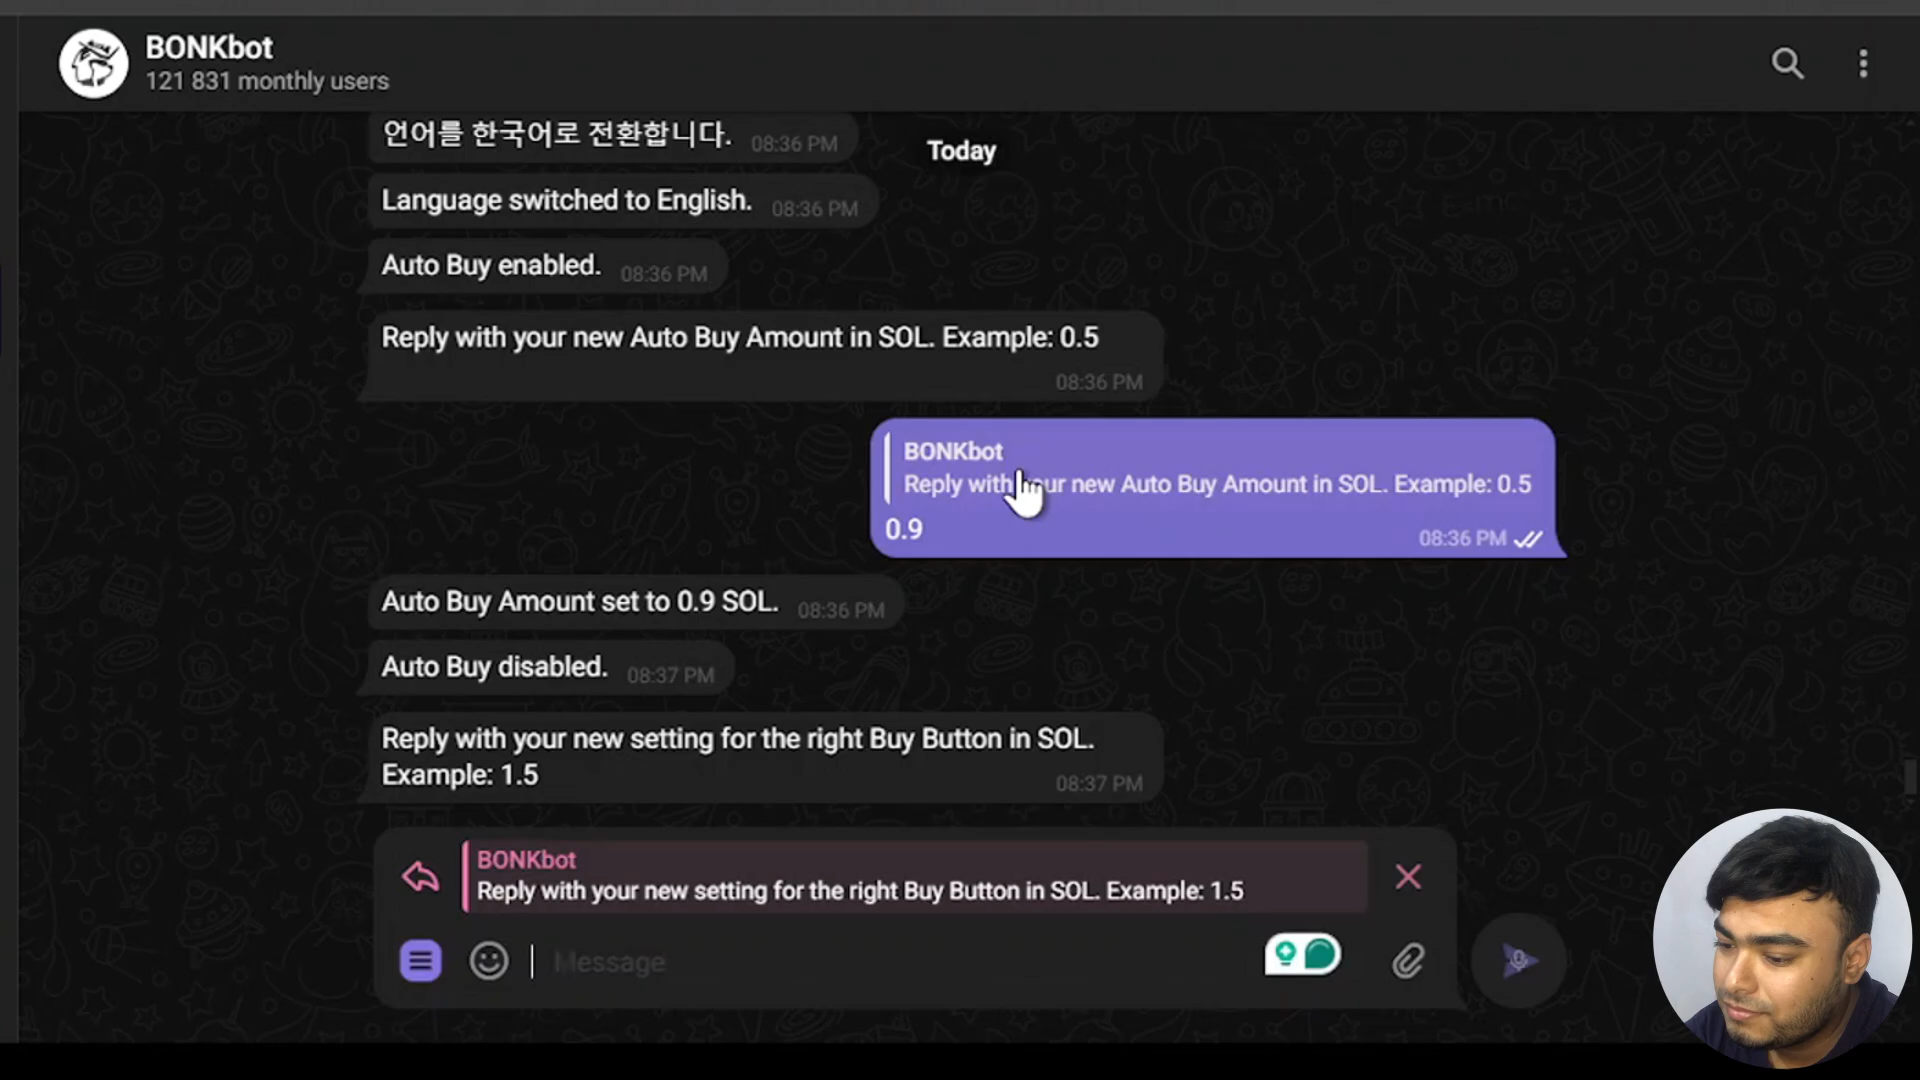 BONKbot
121 831 monthly users
언어를 한국어로 전환합니다. 08:36 PM
Today
Language switched to English. 08:36 PM
Auto Buy enabled. 08:36 PM
Reply with your new Auto Buy Amount in SOL. Example: 0.5
08:36 PM
BONKbot
Reply with your new Auto Buy Amount in SOL. Example: 0.5
0.9
08:36 PM
Auto Buy Amount set to 0.9 SOL. 08:36 PM
Auto Buy disabled. 08:37 PM
Reply with your new setting for the right Buy Button in SOL.
Example: 1.5
08:37 PM
BONKbot
Reply with your new setting for the right Buy Button in SOL. Example: 1.5
Message